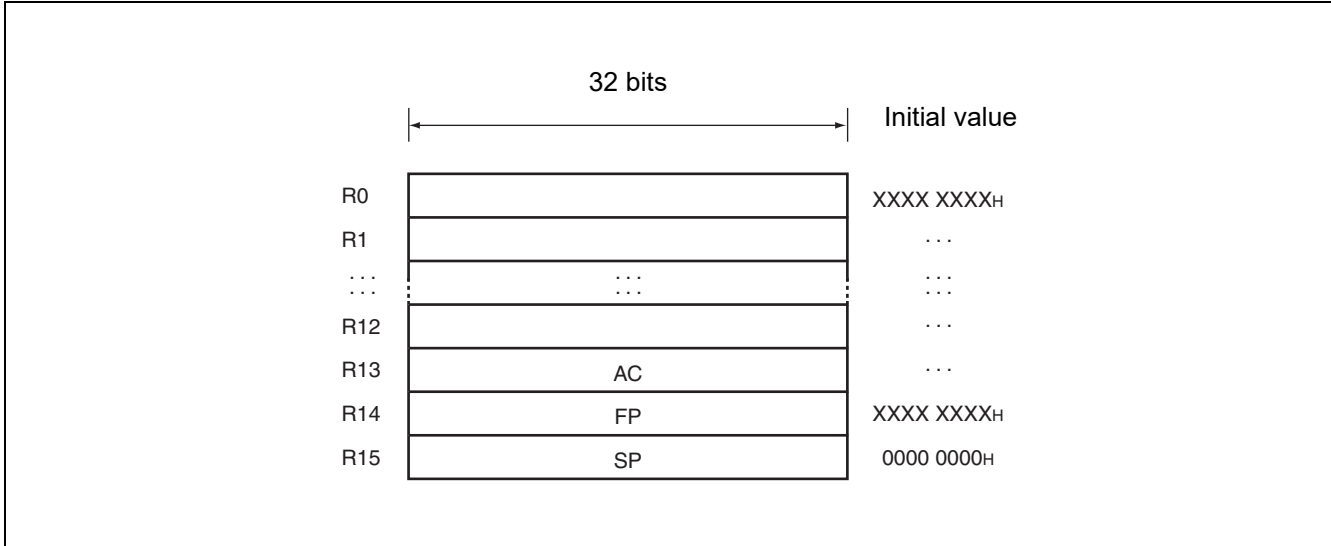 32 bits
Initial value
R0 XXXX XXXXH
R1 . . .
. . . . . . . . .
. . . . . . . . .
R12 . . .
R13 AC . . .
R14 FP XXXX XXXXH
R15 SP 0000 0000H